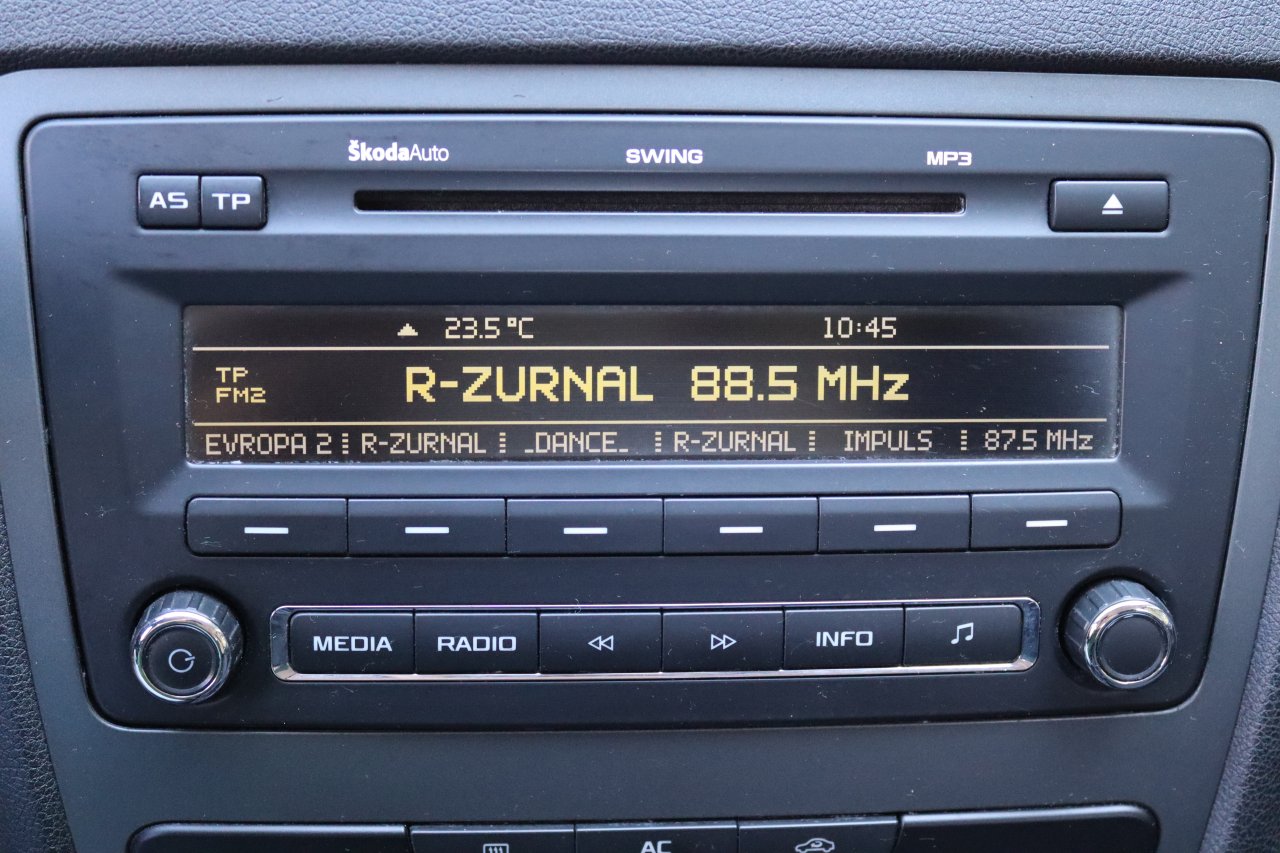 ŠkodaAuto SWING MP3
AS TP
23.5°C 10:45
TP
FM2
R-ZURNAL 88.5 MHz
EVROPA 2 R-ZURNAL _DANCE_ R-ZURNAL IMPULS 87.5 MHz
MEDIA RADIO INFO
AC